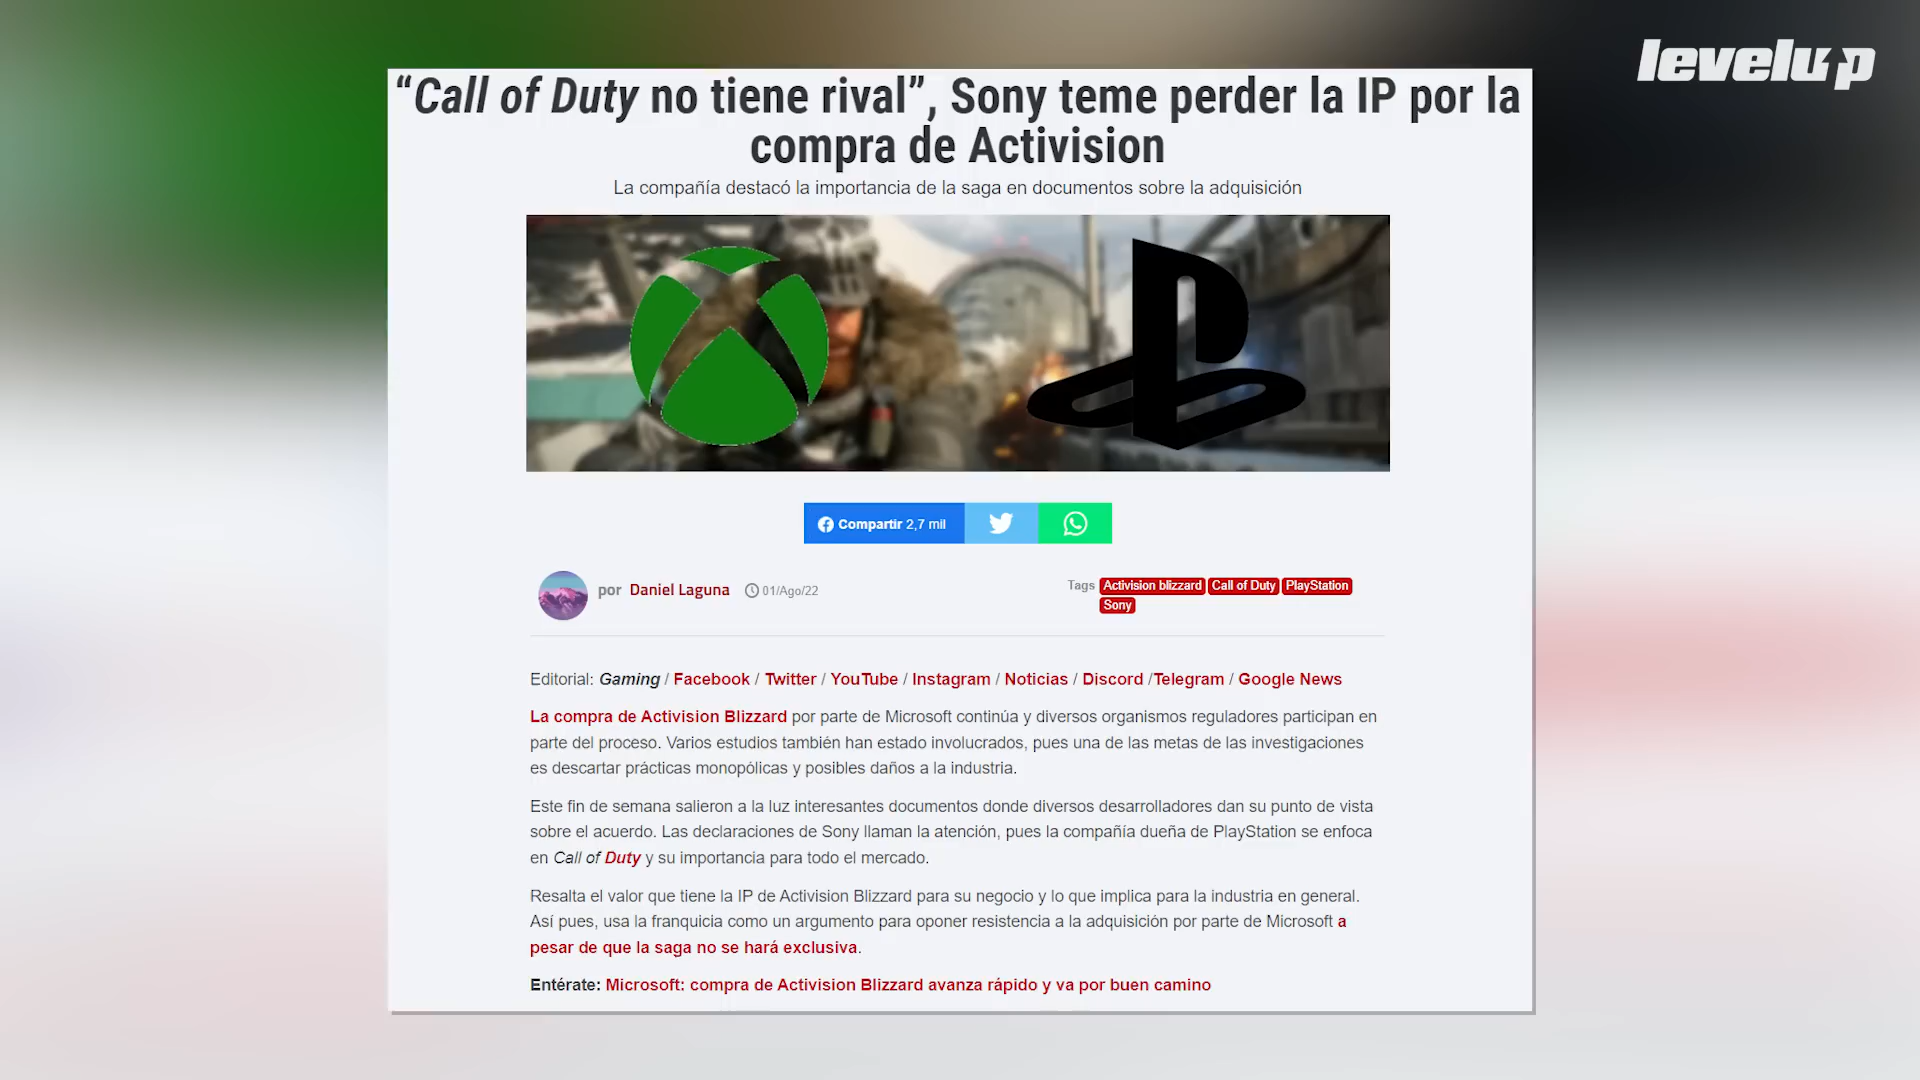 levelup
“Call of Duty no tiene rival”, Sony teme perder la IP por la
compra de Activision
La compañía destacó la importancia de la saga en documentos sobre la adquisición
Compartir 2,7 mil
por Daniel Laguna 01/Ago/22
Tags Activision blizzard Call of Duty PlayStation
Sony
Editorial: Gaming / Facebook / Twitter / YouTube / Instagram / Noticias / Discord /Telegram / Google News
La compra de Activision Blizzard por parte de Microsoft continúa y diversos organismos reguladores participan en
parte del proceso. Varios estudios también han estado involucrados, pues una de las metas de las investigaciones
es descartar prácticas monopólicas y posibles daños a la industria.
Este fin de semana salieron a la luz interesantes documentos donde diversos desarrolladores dan su punto de vista
sobre el acuerdo. Las declaraciones de Sony llaman la atención, pues la compañía dueña de PlayStation se enfoca
en Call of Duty y su importancia para todo el mercado.
Resalta el valor que tiene la IP de Activision Blizzard para su negocio y lo que implica para la industria en general.
Así pues, usa la franquicia como un argumento para oponer resistencia a la adquisición por parte de Microsoft a
pesar de que la saga no se hará exclusiva.
Entérate: Microsoft: compra de Activision Blizzard avanza rápido y va por buen camino